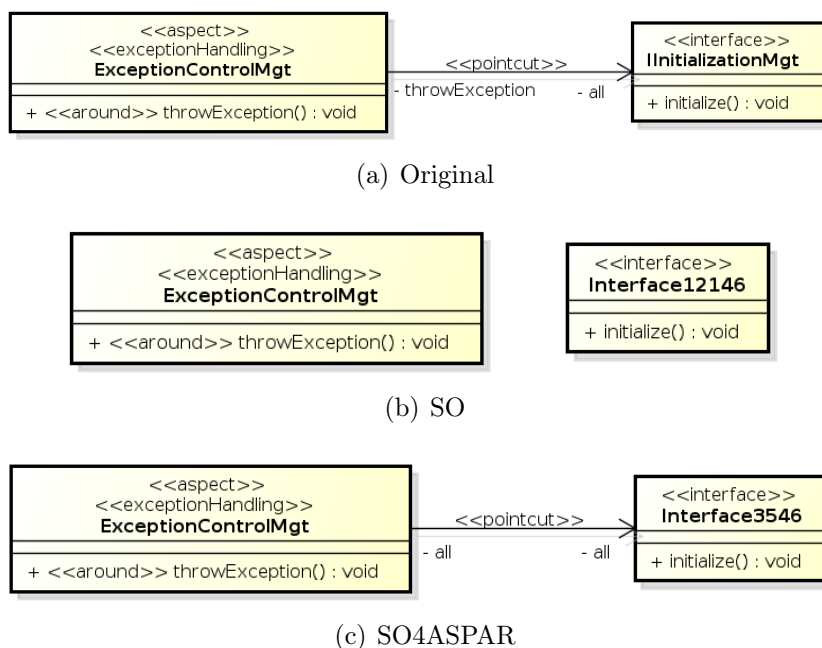 <<aspect>>
<<exceptionHandling>>
ExceptionControlMgt
+ <<around>> throwException() : void
<<pointcut>>
- throwException
- all
<<interface>>
IInitializationMgt
+ initialize() : void
(a) Original
<<aspect>>
<<exceptionHandling>>
ExceptionControlMgt
+ <<around>> throwException() : void
<<interface>>
Interface12146
+ initialize() : void
(b) SO
<<aspect>>
<<exceptionHandling>>
ExceptionControlMgt
+ <<around>> throwException() : void
<<pointcut>>
- all
- all
<<interface>>
Interface3546
+ initialize() : void
(c) SO4ASPAR